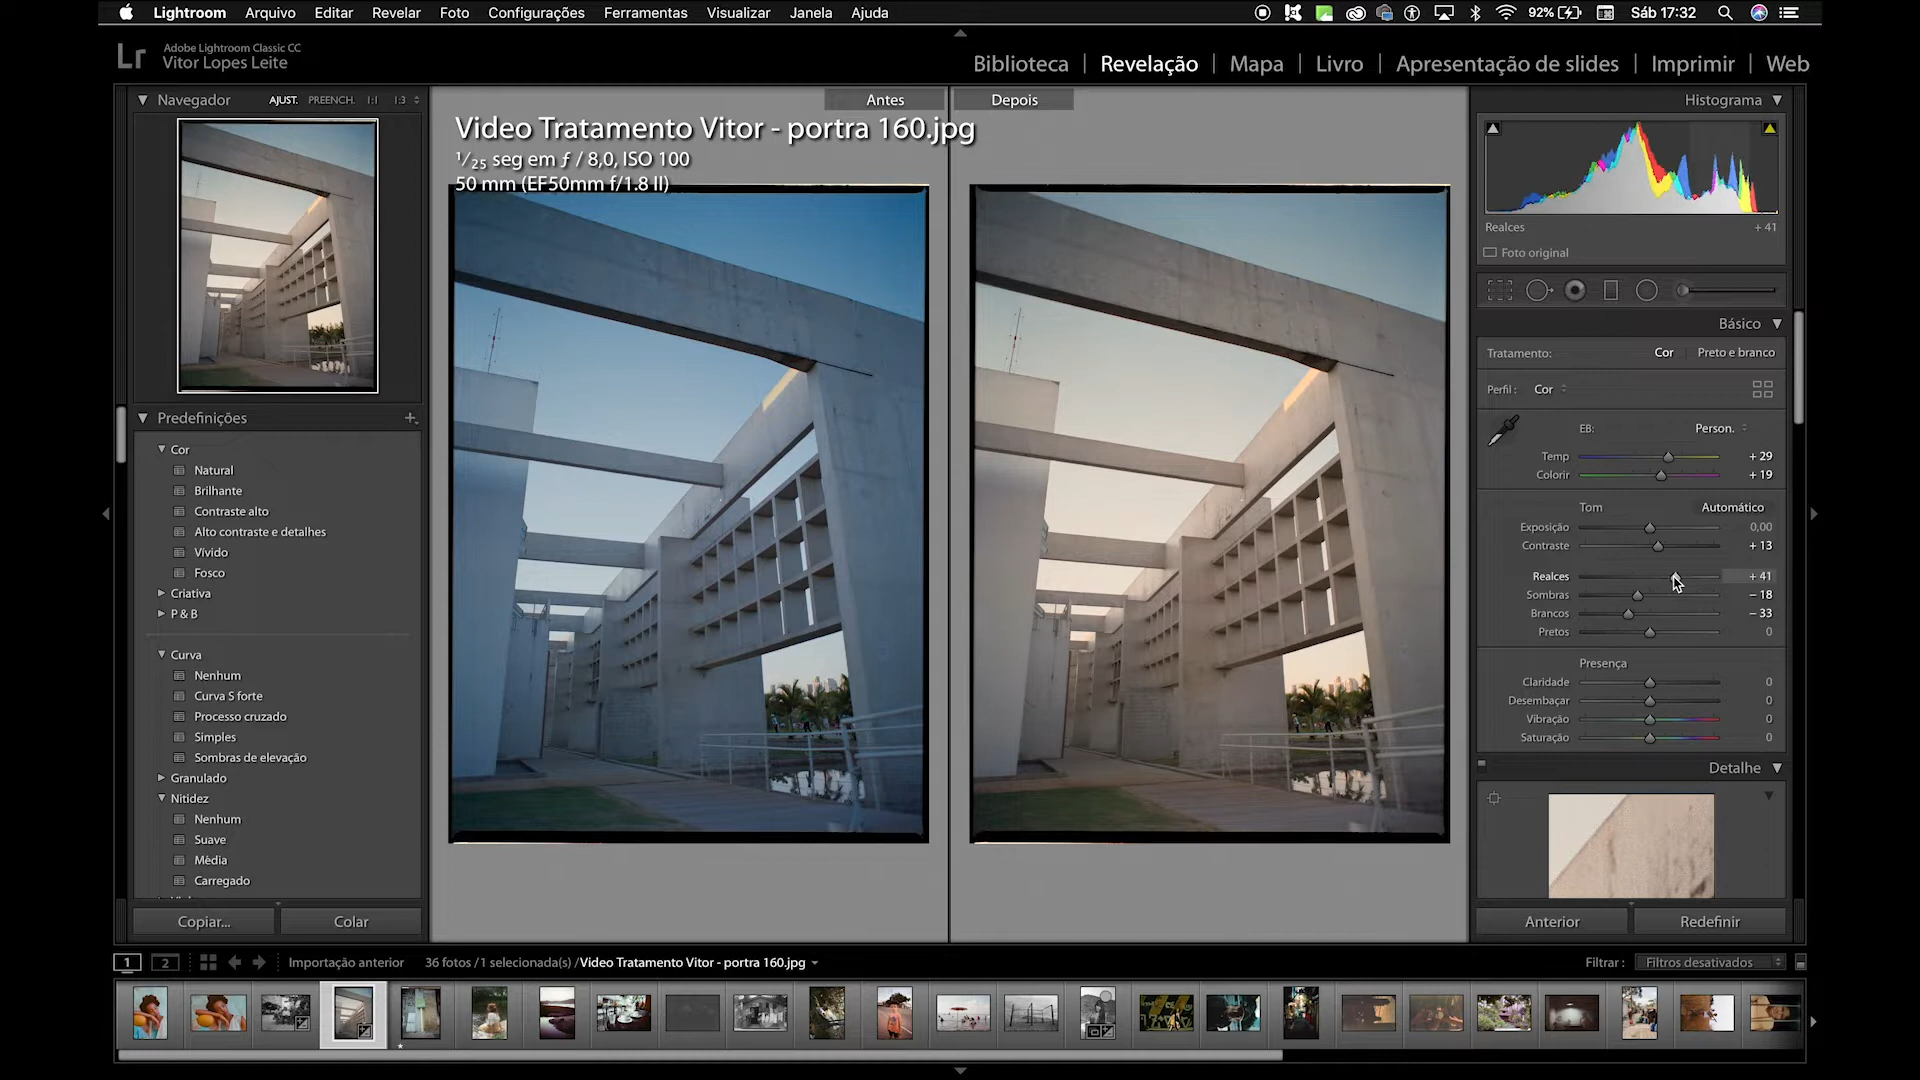 Lightroom Arquivo Editar Revelar Foto Configurações Ferramentas Visualizar Janela Ajuda
92% Sáb 17:32
Lr Adobe Lightroom Classic CC
Vitor Lopes Leite
Biblioteca | Revelação | Mapa | Livro | Apresentação de slides | Imprimir | Web
Navegador AJUST. PREENCH. 1:1 1:3
Predefinições
Cor
Natural
Brilhante
Contraste alto
Alto contraste e detalhes
Vívido
Fosco
Criativa
P & B
Curva
Nenhum
Curva S forte
Processo cruzado
Simples
Sombras de elevação
Granulado
Nitidez
Nenhum
Suave
Média
Carregado
Copiar... Colar
Antes Depois
Video Tratamento Vitor - portra 160.jpg
1/25 seg em ƒ / 8,0, ISO 100
50 mm (EF50mm f/1.8 II)
Histograma
Realces + 41
Foto original
Básico
Tratamento: Cor Preto e branco
Perfil : Cor
EB: Person.
Temp + 29
Colorir + 19
Tom Automático
Exposição 0,00
Contraste + 13
Realces + 41
Sombras − 18
Brancos − 33
Pretos 0
Presença
Claridade 0
Desembaçar 0
Vibração 0
Saturação 0
Detalhe
Anterior Redefinir
1 2 Importação anterior 36 fotos /1 selecionada(s) /Video Tratamento Vitor - portra 160.jpg
Filtrar : Filtros desativados